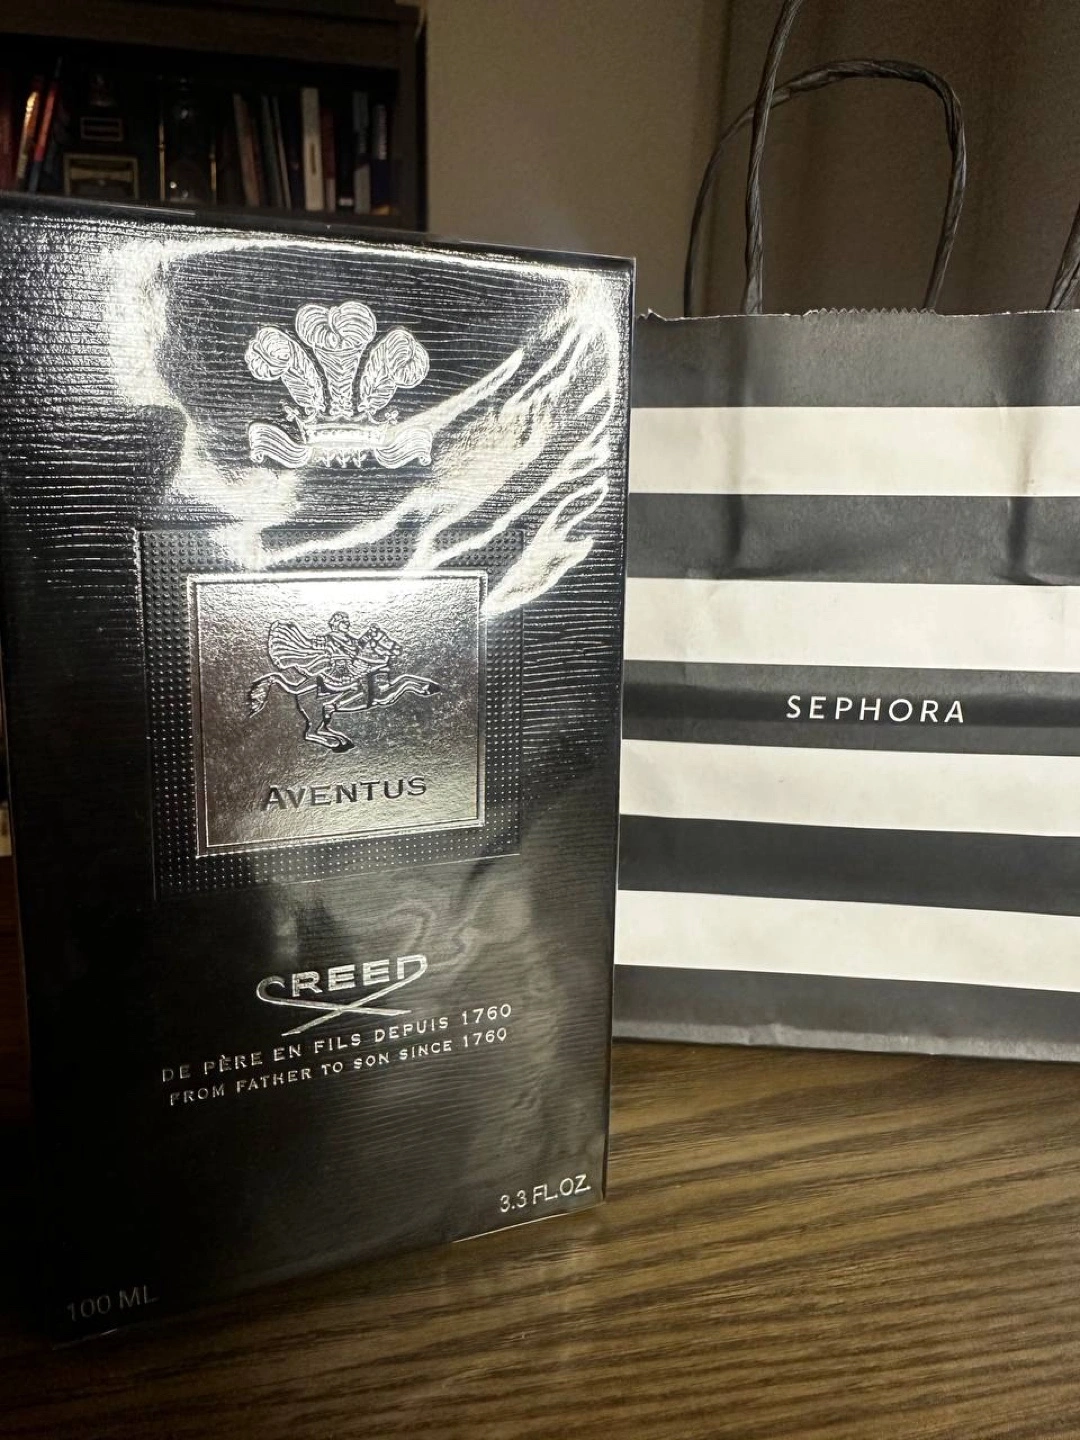 AVENTUS
CREED
DE PÈRE EN FILS DEPUIS 1760
FROM FATHER TO SON SINCE 1760
3.3 FL.OZ.
100 ML
SEPHORA